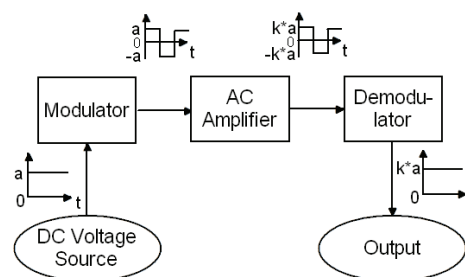 a
0
-a
t
k*a
0
-k*a
t
Modulator
AC
Amplifier
Demodu-
lator
a
0
t
k*a
0
t
DC Voltage
Source
Output